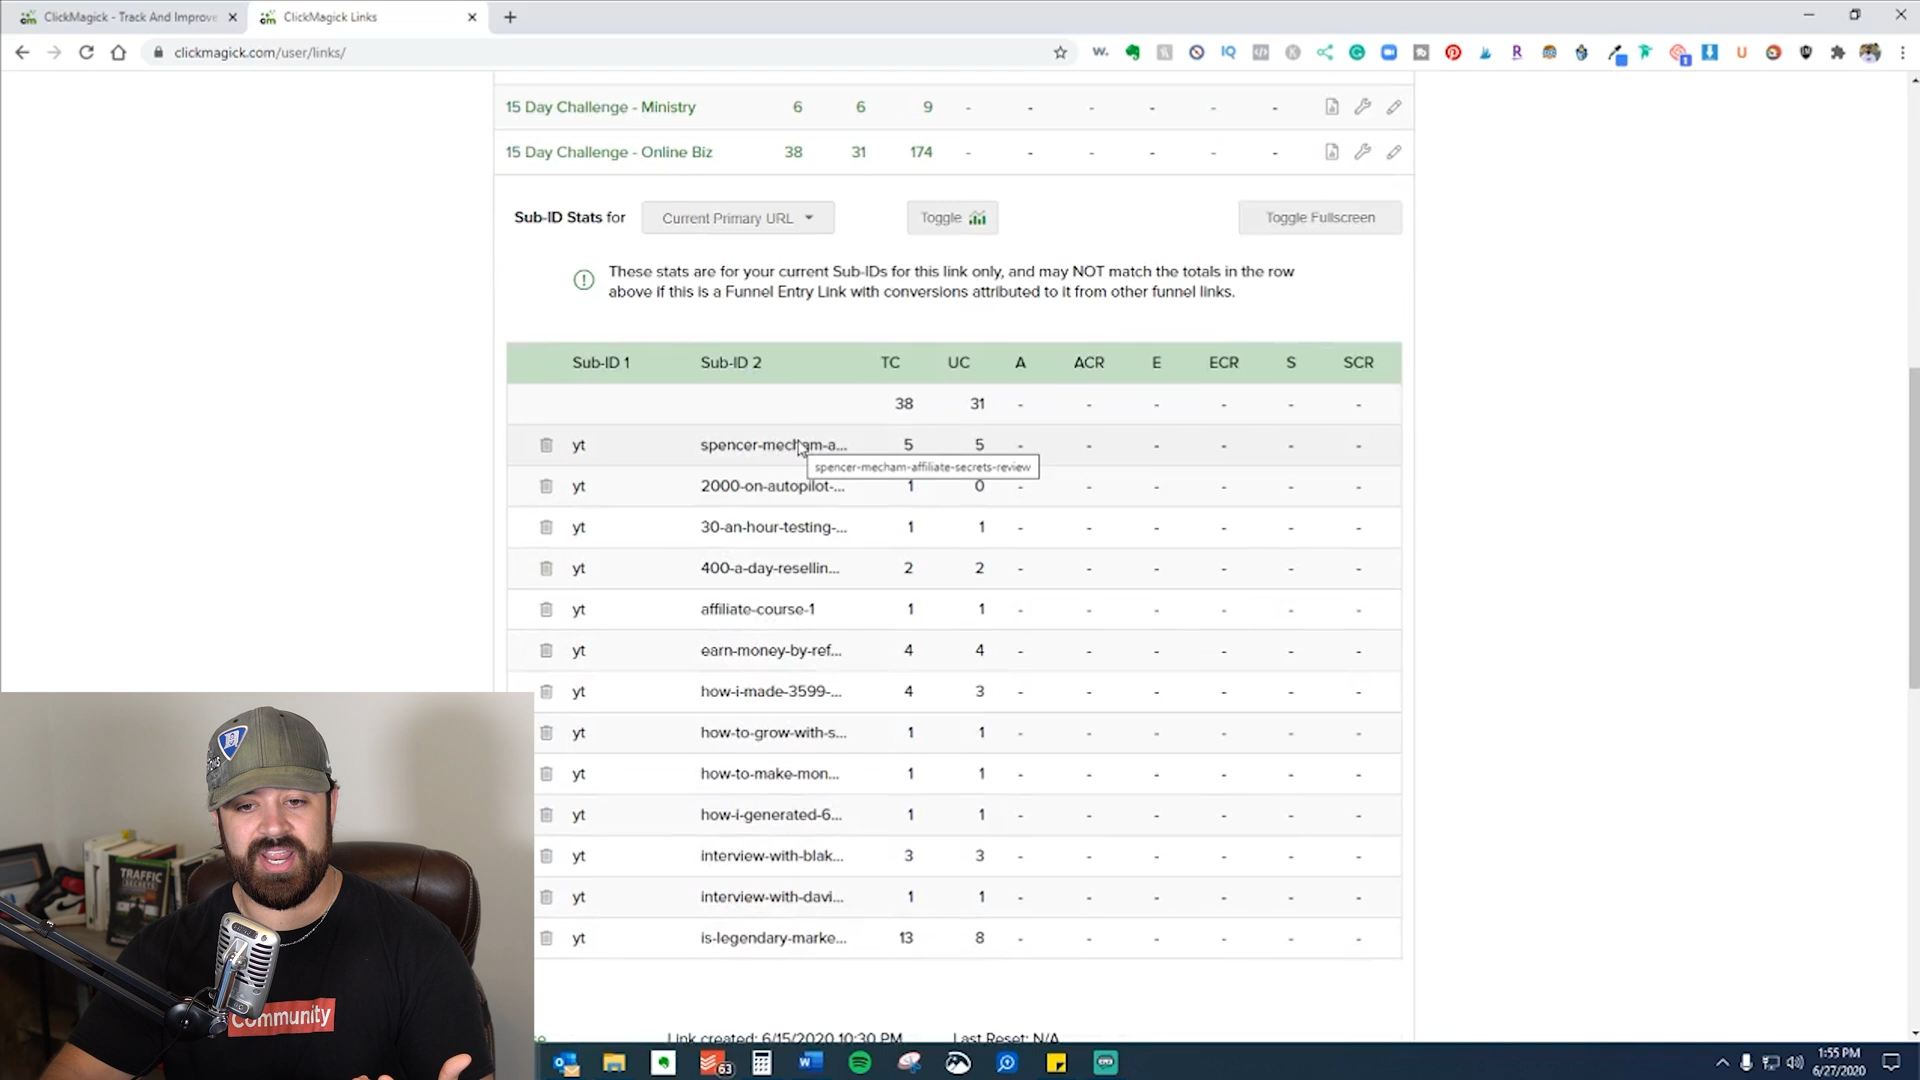 ClickMagick - Track And Improve
ClickMagick Links
clickmagick.com/user/links/
15 Day Challenge - Ministry 6 6 9 - - - - - -
15 Day Challenge - Online Biz 38 31 174 - - - - - -
Sub-ID Stats for Current Primary URL Toggle Toggle Fullscreen
These stats are for your current Sub-IDs for this link only, and may NOT match the totals in the row
above if this is a Funnel Entry Link with conversions attributed to it from other funnel links.
Sub-ID 1 Sub-ID 2 TC UC A ACR E ECR S SCR
38 31 - - - - - -
yt spencer-mecham-a... 5 5 - - - - - -
spencer-mecham-affiliate-secrets-review
yt 2000-on-autopilot-... 1 0 - - - - - -
yt 30-an-hour-testing-... 1 1 - - - - - -
yt 400-a-day-resellin... 2 2 - - - - - -
yt affiliate-course-1 1 1 - - - - - -
yt earn-money-by-ref... 4 4 - - - - - -
yt how-i-made-3599-... 4 3 - - - - - -
yt how-to-grow-with-s... 1 1 - - - - - -
yt how-to-make-mon... 1 1 - - - - - -
yt how-i-generated-6... 1 1 - - - - - -
yt interview-with-blak... 3 3 - - - - - -
yt interview-with-davi... 1 1 - - - - - -
yt is-legendary-marke... 13 8 - - - - - -
Link created: 6/15/2020 10:30 PM Last Reset: N/A
TRAFFIC
SECRETS
Community
63
1:55 PM
6/27/2020